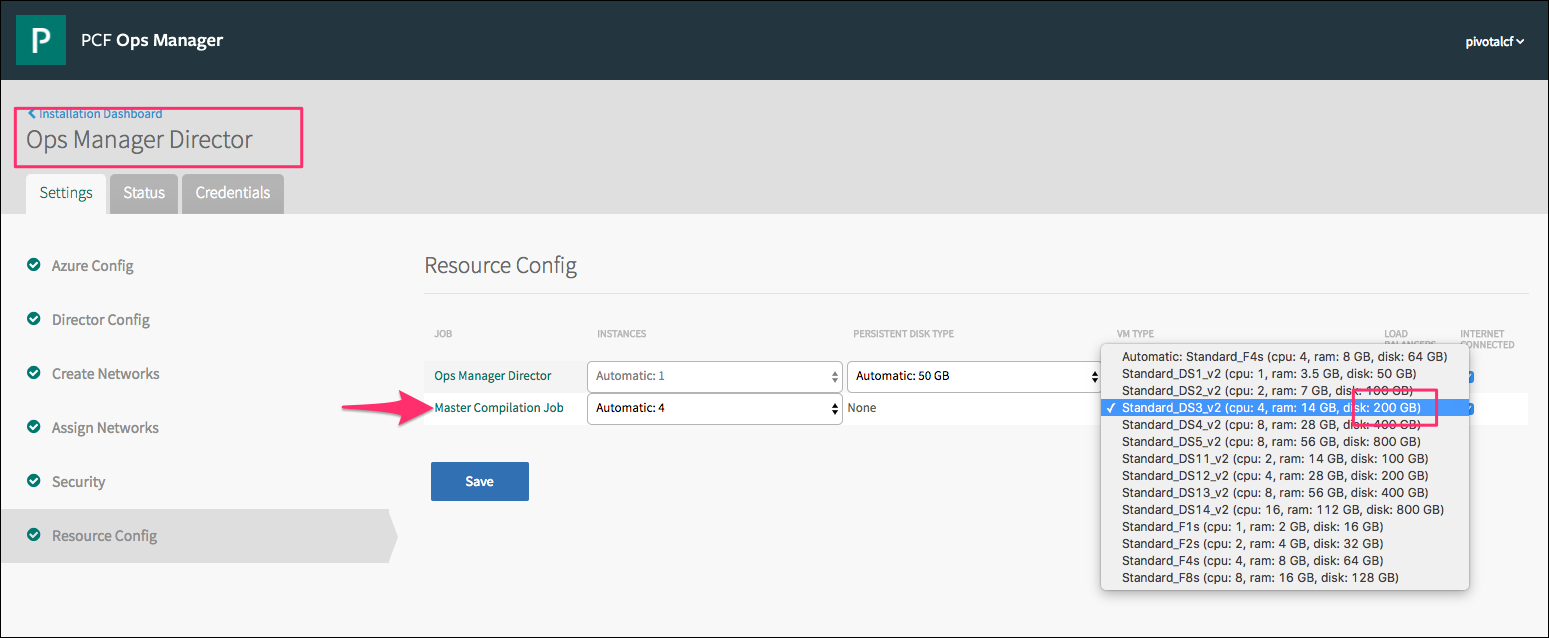 P
PCF Ops Manager
pivotalcf
Installation Dashboard
Ops Manager Director
Settings
Status
Credentials
Azure Config
Director Config
Create Networks
Assign Networks
Security
Resource Config
Resource Config
JOB
INSTANCES
PERSISTENT DISK TYPE
VM TYPE
LOAD
BALANCERS
INTERNET
CONNECTED
Ops Manager Director
Automatic: 1
Automatic: 50 GB
Master Compilation Job
Automatic: 4
None
Automatic: Standard_F4s (cpu: 4, ram: 8 GB, disk: 64 GB)
Standard_DS1_v2 (cpu: 1, ram: 3.5 GB, disk: 50 GB)
Standard_DS2_v2 (cpu: 2, ram: 7 GB, disk: 100 GB)
✓ Standard_DS3_v2 (cpu: 4, ram: 14 GB, disk: 200 GB)
Standard_DS4_v2 (cpu: 8, ram: 28 GB, disk: 400 GB)
Standard_DS5_v2 (cpu: 8, ram: 56 GB, disk: 800 GB)
Standard_DS11_v2 (cpu: 2, ram: 14 GB, disk: 100 GB)
Standard_DS12_v2 (cpu: 4, ram: 28 GB, disk: 200 GB)
Standard_DS13_v2 (cpu: 8, ram: 56 GB, disk: 400 GB)
Standard_DS14_v2 (cpu: 16, ram: 112 GB, disk: 800 GB)
Standard_F1s (cpu: 1, ram: 2 GB, disk: 16 GB)
Standard_F2s (cpu: 2, ram: 4 GB, disk: 32 GB)
Standard_F4s (cpu: 4, ram: 8 GB, disk: 64 GB)
Standard_F8s (cpu: 8, ram: 16 GB, disk: 128 GB)
Save